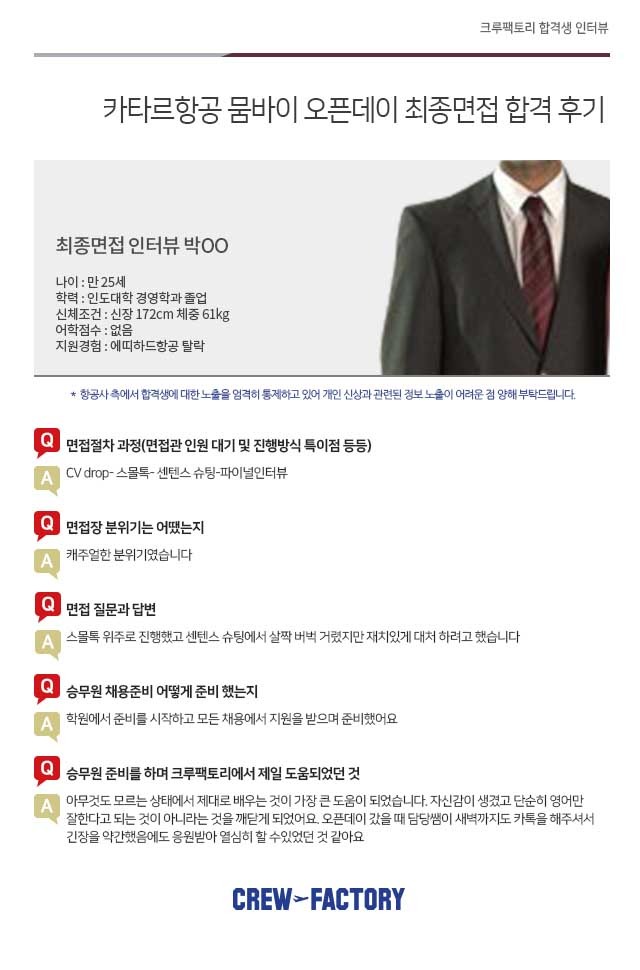 크루팩토리 합격생 인터뷰
카타르항공 뭄바이 오픈데이 최종면접 합격 후기
최종면접 인터뷰 박OO
나이 : 만 25세
학력 : 인도대학 경영학과 졸업
신체조건 : 신장 172cm 체중 61kg
어학점수 : 없음
지원경험 : 에띠하드항공 탈락
* 항공사 측에서 합격생에 대한 노출을 엄격히 통제하고 있어 개인 신상과 관련된 정보 노출이 어려운 점 양해 부탁드립니다.
Q 면접절차 과정(면접관 인원 대기 및 진행방식 특이점 등등)
A CV drop- 스몰톡- 센텐스 슈팅-파이널인터뷰
Q 면접장 분위기는 어땠는지
A 캐주얼한 분위기였습니다
Q 면접 질문과 답변
A 스몰톡 위주로 진행했고 센텐스 슈팅에서 살짝 버벅 거렸지만 재치있게 대처 하려고 했습니다
Q 승무원 채용준비 어떻게 준비 했는지
A 학원에서 준비를 시작하고 모든 채용에서 지원을 받으며 준비했어요
Q 승무원 준비를 하며 크루팩토리에서 제일 도움되었던 것
A 아무것도 모르는 상태에서 제대로 배우는 것이 가장 큰 도움이 되었습니다. 자신감이 생겼고 단순히 영어만
잘한다고 되는 것이 아니라는 것을 깨닫게 되었어요. 오픈데이 갔을 때 담당쌤이 새벽까지도 카톡을 해주셔서
긴장을 약간했음에도 응원받아 열심히 할 수있었던 것 같아요
CREW FACTORY